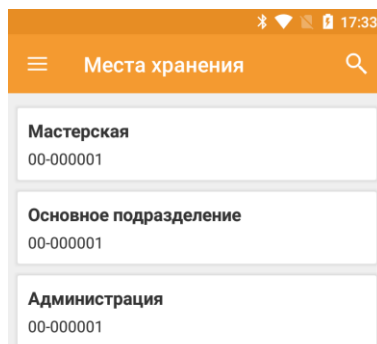 17:33
Места хранения
Мастерская
00-000001
Основное подразделение
00-000001
Администрация
00-000001